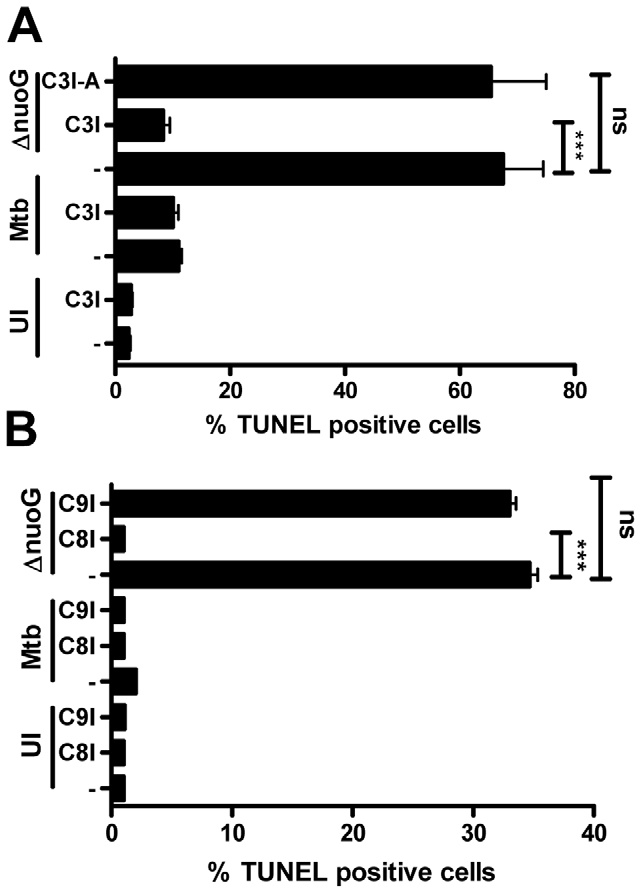 A
ΔnuoG
C3I-A
C3I
-
Mtb
C3I
-
UI
C3I
-
***
ns
0 20 40 60 80
% TUNEL positive cells
B
ΔnuoG
C9I
C8I
-
Mtb
C9I
C8I
-
UI
C9I
C8I
-
***
ns
0 10 20 30 40
% TUNEL positive cells